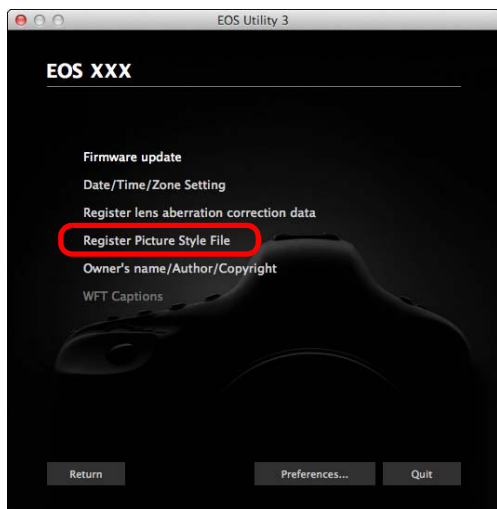 EOS Utility 3
EOS XXX
Firmware update
Date/Time/Zone Setting
Register lens aberration correction data
Register Picture Style File
Owner's name/Author/Copyright
WFT Captions
Return Preferences... Quit